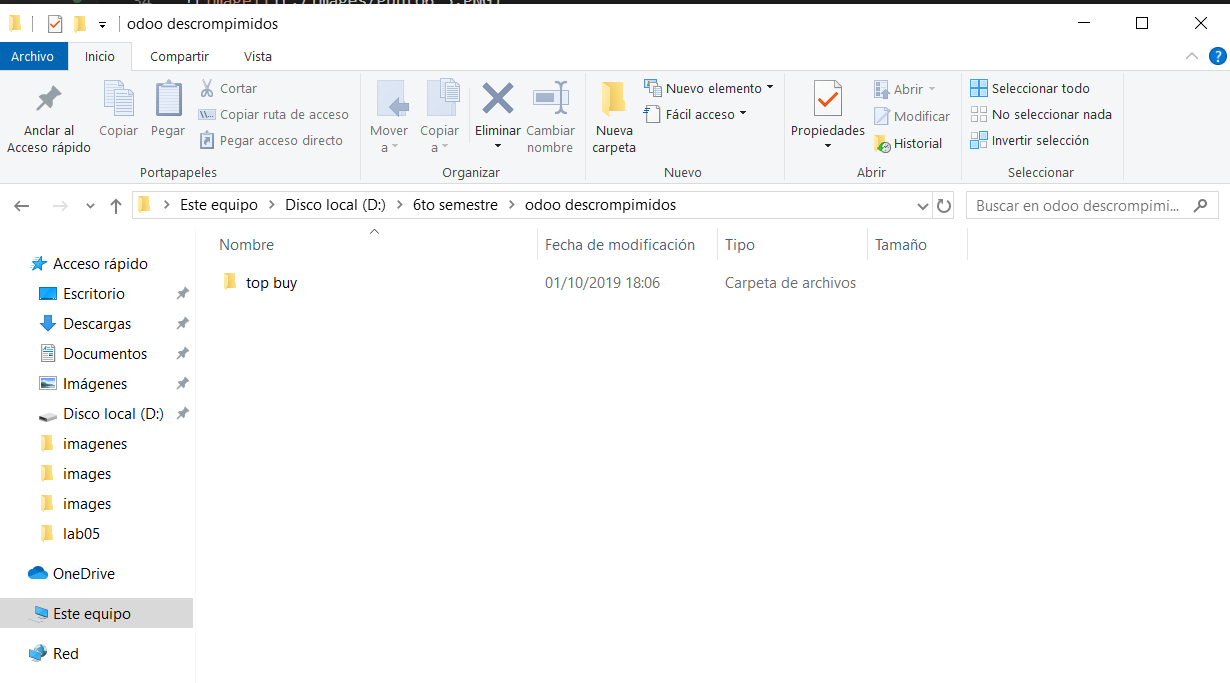 odoo descrompimidos
Archivo Inicio Compartir Vista
Anclar al
Acceso rápido
Copiar
Pegar
Cortar
Copiar ruta de acceso
Pegar acceso directo
Portapapeles
Mover
a
Copiar
a
Eliminar
Cambiar
nombre
Organizar
Nueva
carpeta
Nuevo elemento
Fácil acceso
Nuevo
Propiedades
Abrir
Modificar
Historial
Abrir
Seleccionar todo
No seleccionar nada
Invertir selección
Seleccionar
Este equipo > Disco local (D:) > 6to semestre > odoo descrompimidos
Buscar en odoo descrompimi...
Nombre Fecha de modificación Tipo Tamaño
top buy 01/10/2019 18:06 Carpeta de archivos
Acceso rápido
Escritorio
Descargas
Documentos
Imágenes
Disco local (D:)
imagenes
images
images
lab05
OneDrive
Este equipo
Red